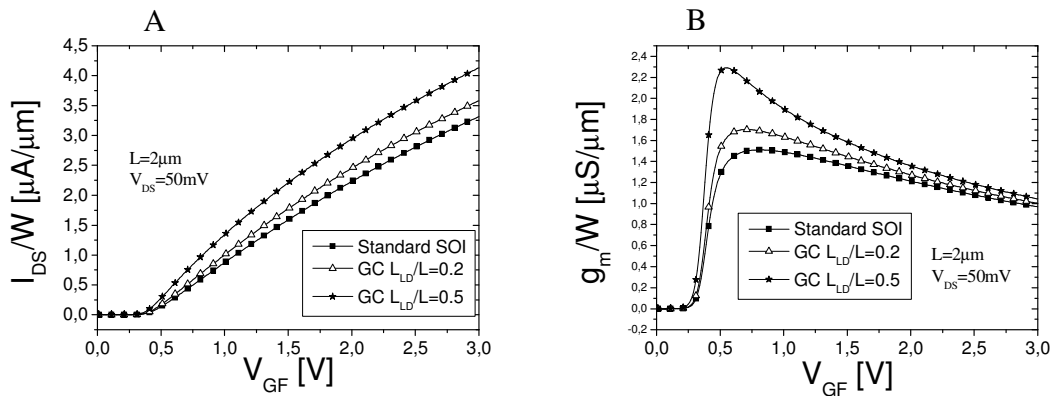 A
4,5
4,0
3,5
3,0
2,5
2,0
1,5
1,0
0,5
0,0
I_DS/W [μA/μm]
L=2μm
V_DS=50mV
Standard SOI
GC L_LD/L=0.2
GC L_LD/L=0.5
0,0 0,5 1,0 1,5 2,0 2,5 3,0
V_GF [V]
B
2,4
2,2
2,0
1,8
1,6
1,4
1,2
1,0
0,8
0,6
0,4
0,2
0,0
-0,2
g_m/W [μS/μm]
Standard SOI
GC L_LD/L=0.2
GC L_LD/L=0.5
L=2μm
V_DS=50mV
0,0 0,5 1,0 1,5 2,0 2,5 3,0
V_GF [V]